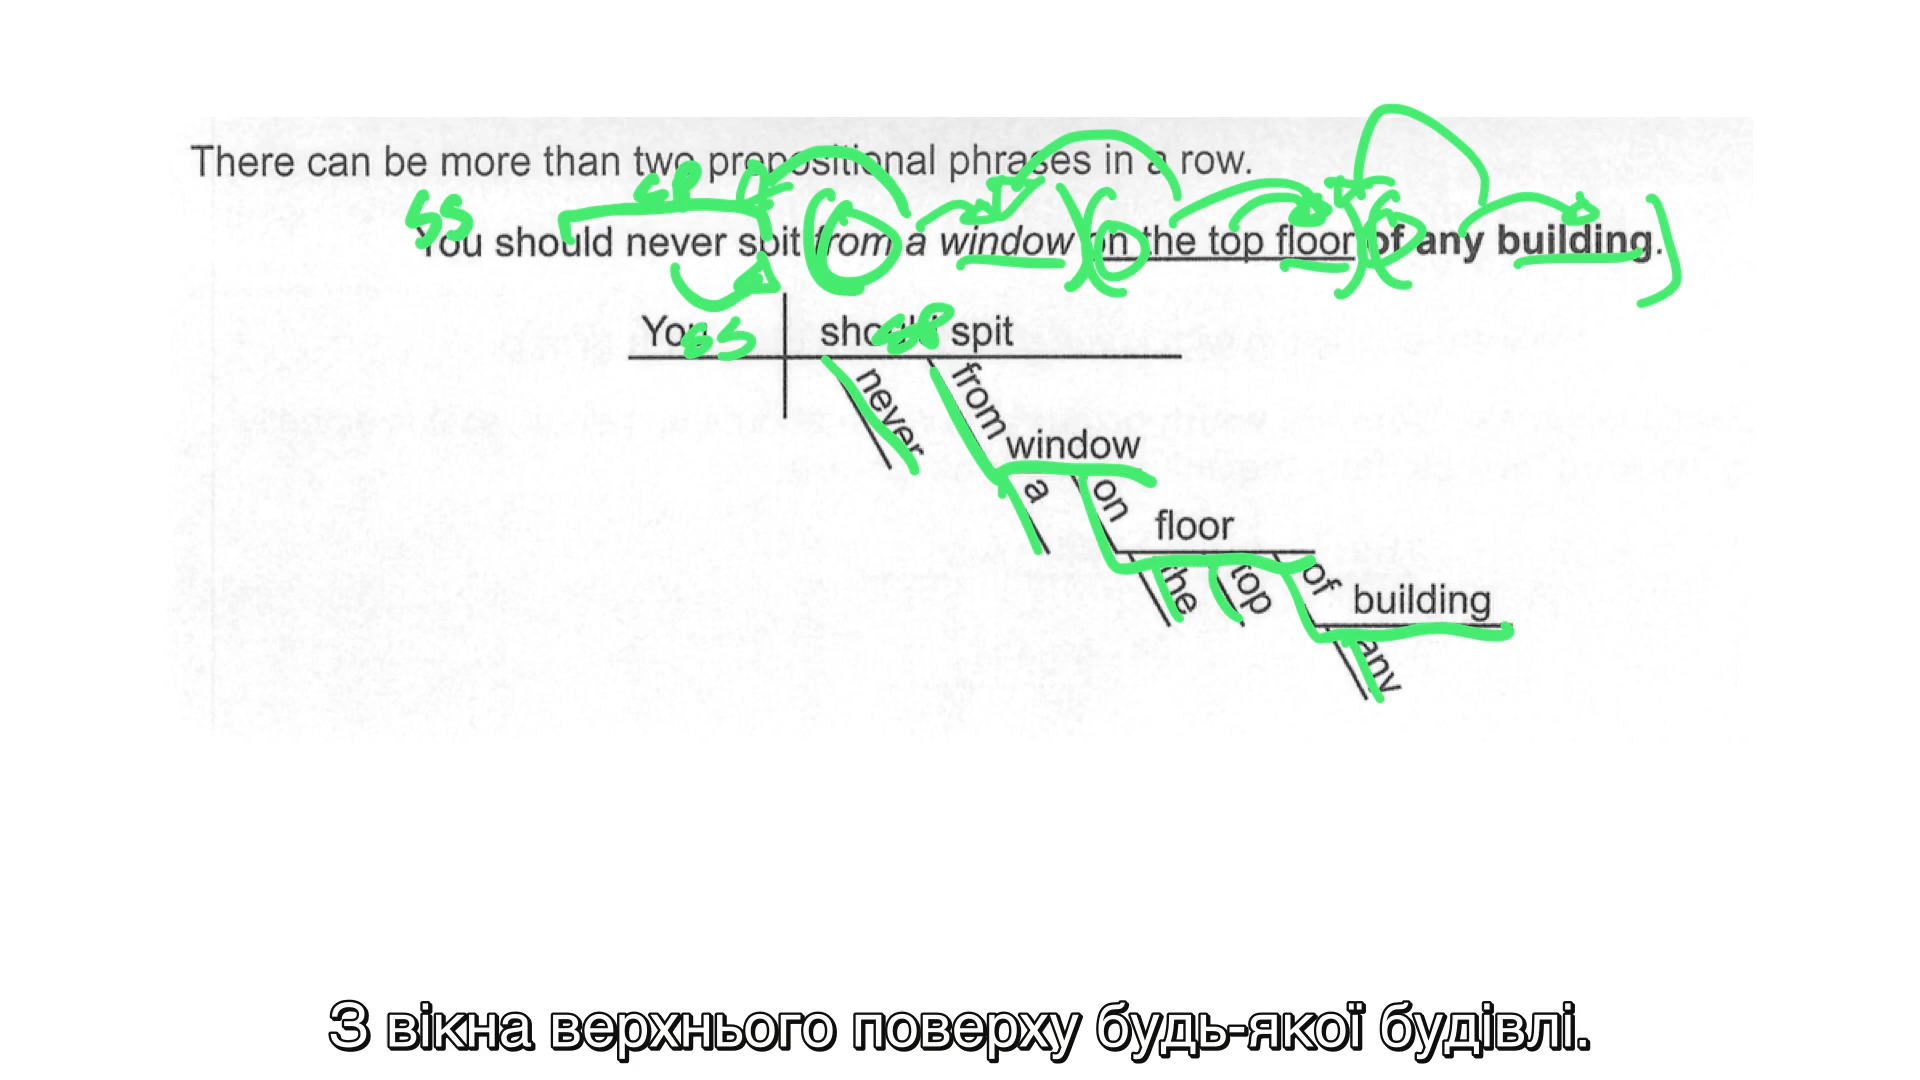 There can be more than two prepositional phrases in a row.
ss sp
You should never spit from a window on the top floor of any building.
You should spit
ss sp
never from
window
a on
floor
the top of
building
any
З вікна верхнього поверху будь-якої будівлі.